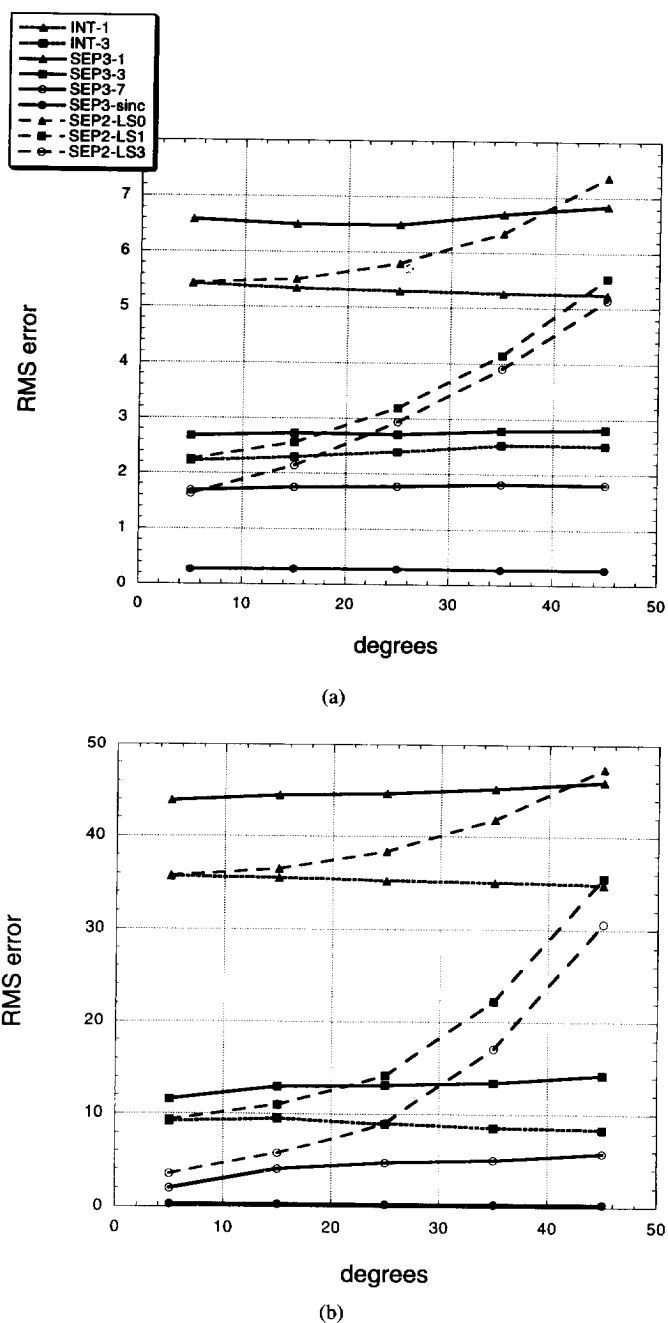 INT-1
INT-3
SEP3-1
SEP3-3
SEP3-7
SEP3-sinc
SEP2-LS0
SEP2-LS1
SEP2-LS3
7
6
5
4
3
2
1
0
RMS error
0 10 20 30 40 50
degrees
(a)
50
40
30
20
10
0
RMS error
0 10 20 30 40 50
degrees
(b)